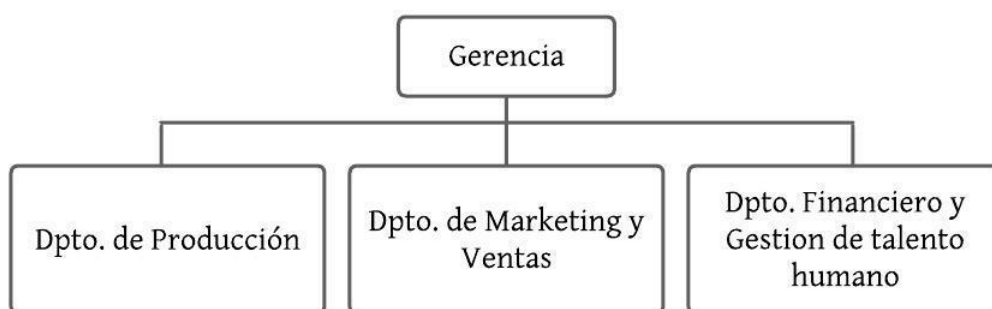 Gerencia
Dpto. de Producción
Dpto. de Marketing y
Ventas
Dpto. Financiero y
Gestion de talento
humano